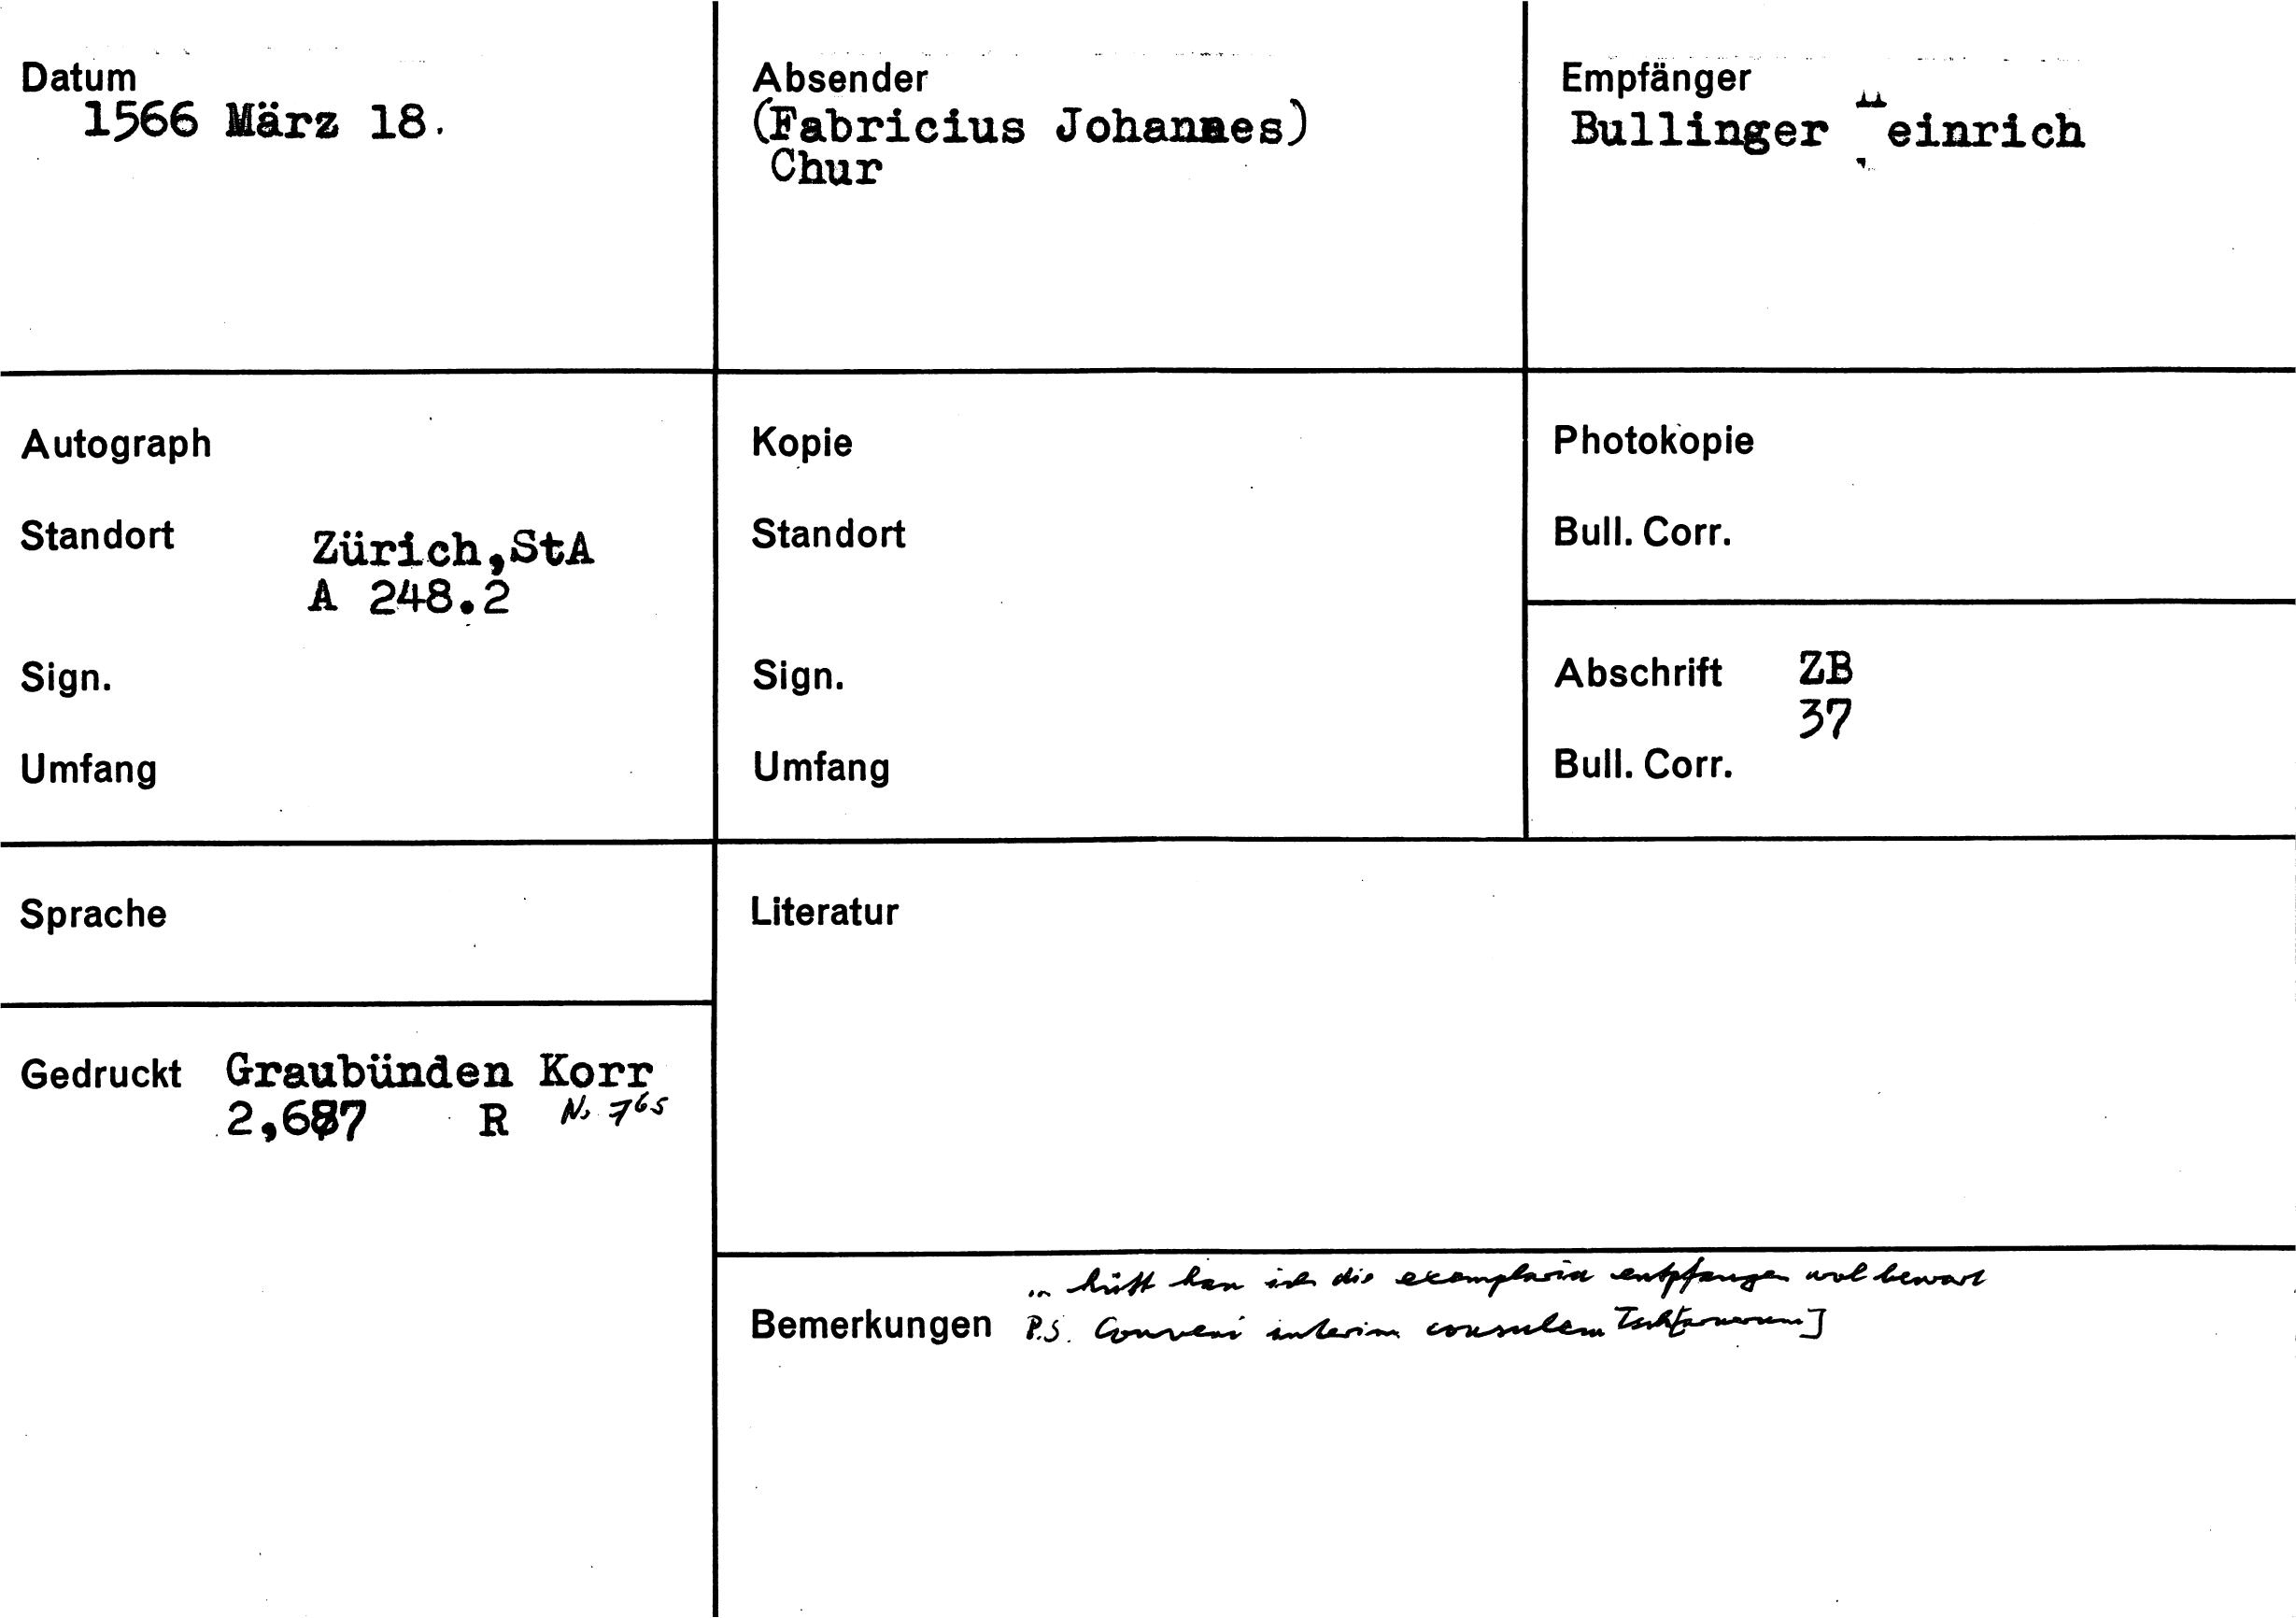 Datum
1566 März 18.
Absender
(Fabricius Johannes)
Chur
Empfänger
Bullinger Heinrich
Autograph
Standort Zürich,StA
A 248.2
Sign.
Umfang
Kopie
Standort
Sign.
Umfang
Photokopie
Bull. Corr.
Abschrift ZB
37
Bull. Corr.
Sprache
Literatur
Gedruckt Graubünden Korr
2,687 R No 765
.. hütt han ich die exemplaria entpfangen wol bewart
Bemerkungen P.S. Conveni interim consulem